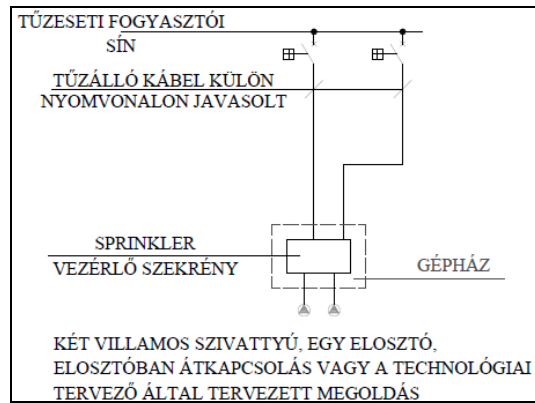 TŰZESETI FOGYASZTÓI
SÍN
TŰZÁLLÓ KÁBEL KÜLÖN
NYOMVONALON JAVASOLT
SPRINKLER
VEZÉRLŐ SZEKRÉNY
GÉPHÁZ
KÉT VILLAMOS SZIVATTYÚ, EGY ELOSZTÓ,
ELOSZTÓBAN ÁTKAPCSOLÁS VAGY A TECHNOLÓGIAI
TERVEZŐ ÁLTAL TERVEZETT MEGOLDÁS